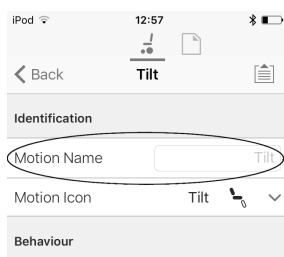 iPod 12:57
Back Tilt
Identification
Motion Name Tilt
Motion Icon Tilt
Behaviour